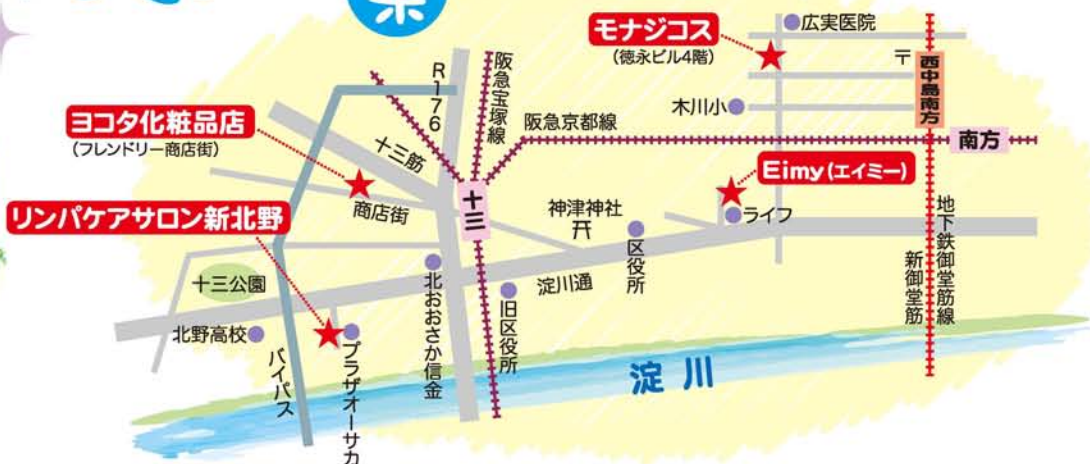 モナジコス
(徳永ビル4階)
広実医院
〒
西中島南方
木川小
R176
阪急宝塚線
阪急京都線
南方
ヨコタ化粧品店
(フレンドリー商店街)
十三筋
十三
Eimy(エイミー)
商店街
神津神社
ライフ
リンパケアサロン新北野
区役所
地下鉄御堂筋線
新御堂筋
十三公園
淀川通
北おおさか信金
旧区役所
北野高校
バイパス
プラザオーサカ
淀川